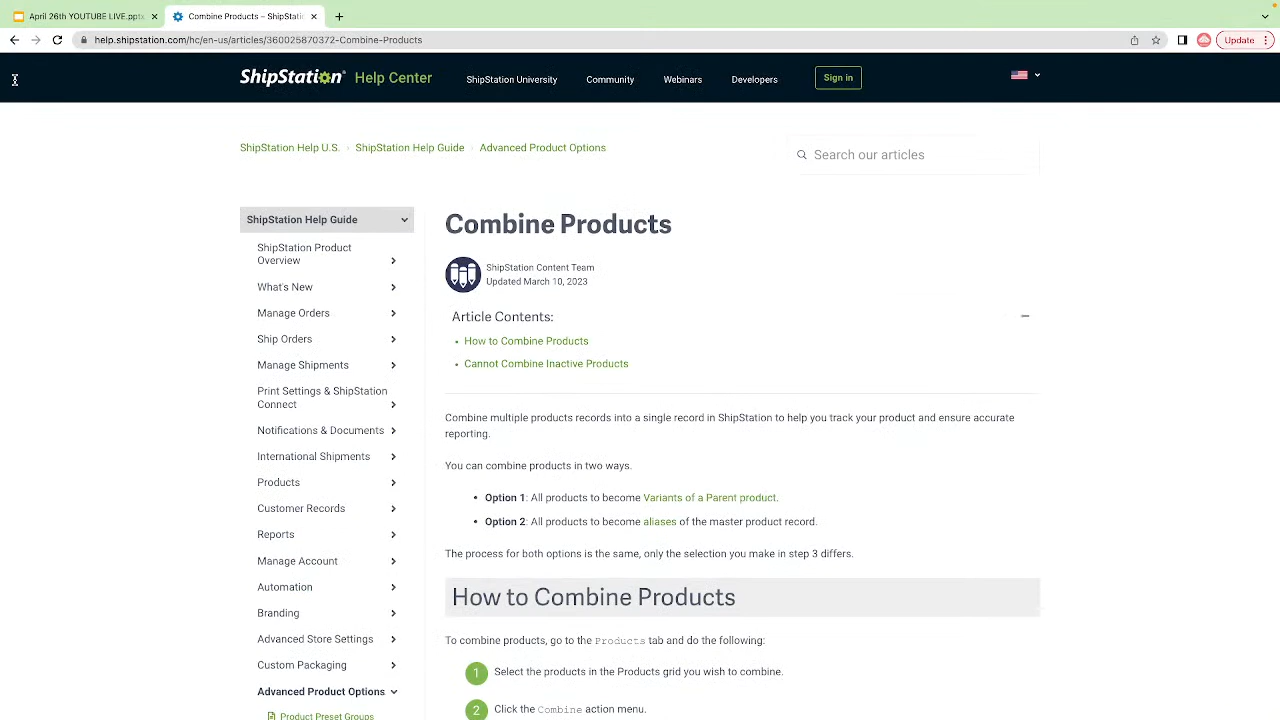 April 26th YOUTUBE LIVE.pptx
Combine Products – ShipStatio
help.shipstation.com/hc/en-us/articles/360025870372-Combine-Products
Update
ShipStation® Help Center
ShipStation University
Community
Webinars
Developers
Sign in
ShipStation Help U.S. › ShipStation Help Guide › Advanced Product Options
Search our articles
ShipStation Help Guide
ShipStation Product
Overview
What's New
Manage Orders
Ship Orders
Manage Shipments
Print Settings & ShipStation
Connect
Notifications & Documents
International Shipments
Products
Customer Records
Reports
Manage Account
Automation
Branding
Advanced Store Settings
Custom Packaging
Advanced Product Options
Product Preset Groups
Combine Products
ShipStation Content Team
Updated March 10, 2023
Article Contents:
• How to Combine Products
• Cannot Combine Inactive Products
Combine multiple products records into a single record in ShipStation to help you track your product and ensure accurate
reporting.
You can combine products in two ways.
• Option 1: All products to become Variants of a Parent product.
• Option 2: All products to become aliases of the master product record.
The process for both options is the same, only the selection you make in step 3 differs.
How to Combine Products
To combine products, go to the Products tab and do the following:
1 Select the products in the Products grid you wish to combine.
2 Click the Combine action menu.